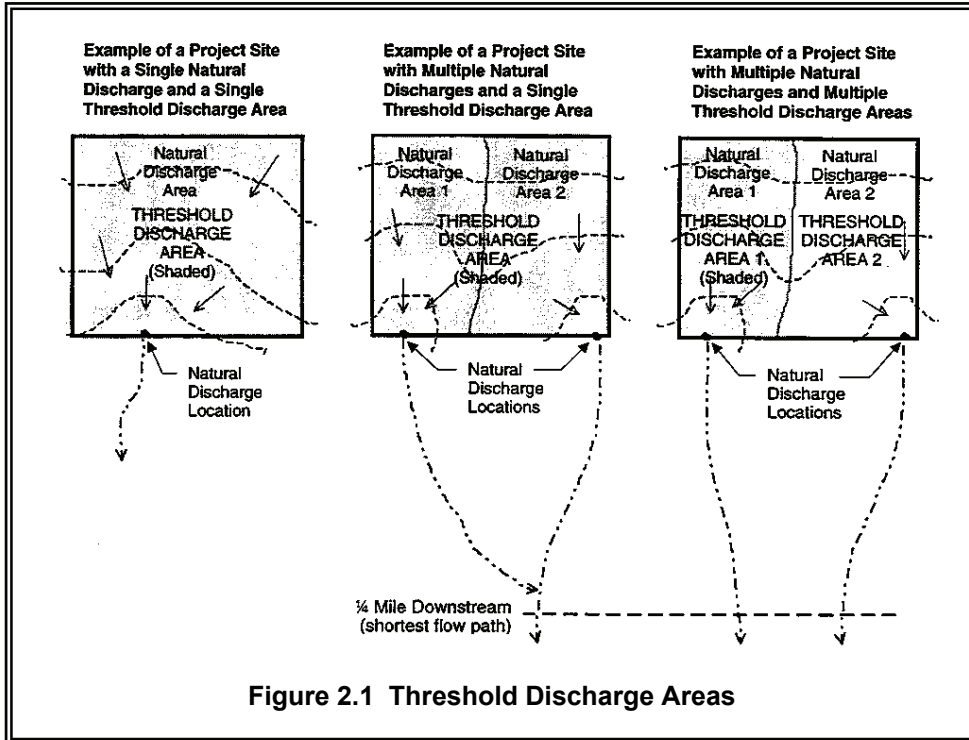 Example of a Project Site
with a Single Natural
Discharge and a Single
Threshold Discharge Area
Natural
Discharge
Area
THRESHOLD
DISCHARGE
AREA
(Shaded)
Natural
Discharge
Location
Example of a Project Site
with Multiple Natural
Discharges and a Single
Threshold Discharge Area
Natural
Discharge
Area 1
Natural
Discharge
Area 2
THRESHOLD
DISCHARGE
AREA
(Shaded)
Natural
Discharge
Locations
Example of a Project Site
with Multiple Natural
Discharges and Multiple
Threshold Discharge Areas
Natural
Discharge
Area 1
Natural
Discharge
Area 2
THRESHOLD
DISCHARGE
AREA 1
(Shaded)
THRESHOLD
DISCHARGE
AREA 2
Natural
Discharge
Locations
¼ Mile Downstream
(shortest flow path)
Figure 2.1 Threshold Discharge Areas